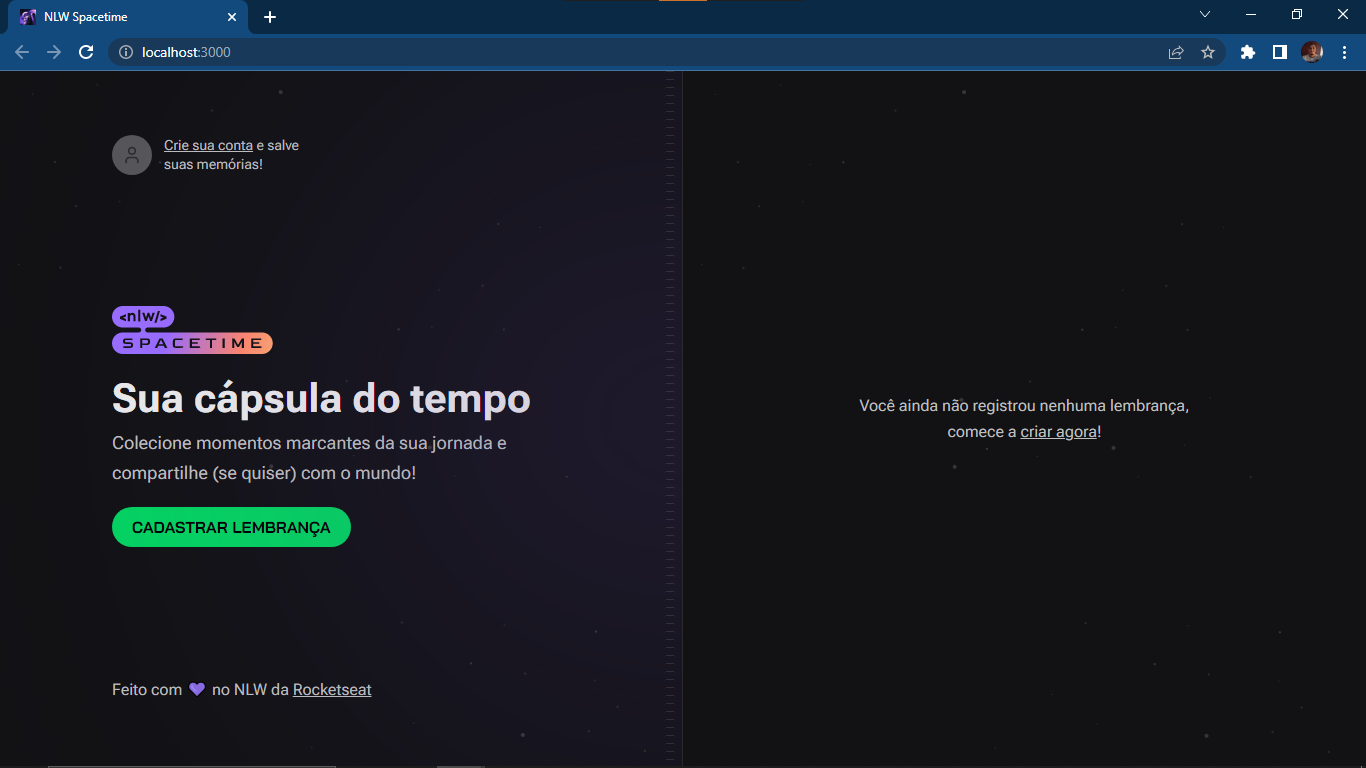 NLW Spacetime
localhost:3000
Crie sua conta e salve
suas memórias!
<nlw/>
SPACETIME
Sua cápsula do tempo
Colecione momentos marcantes da sua jornada e
compartilhe (se quiser) com o mundo!
CADASTRAR LEMBRANÇA
Feito com 💜 no NLW da Rocketseat
Você ainda não registrou nenhuma lembrança,
comece a criar agora!